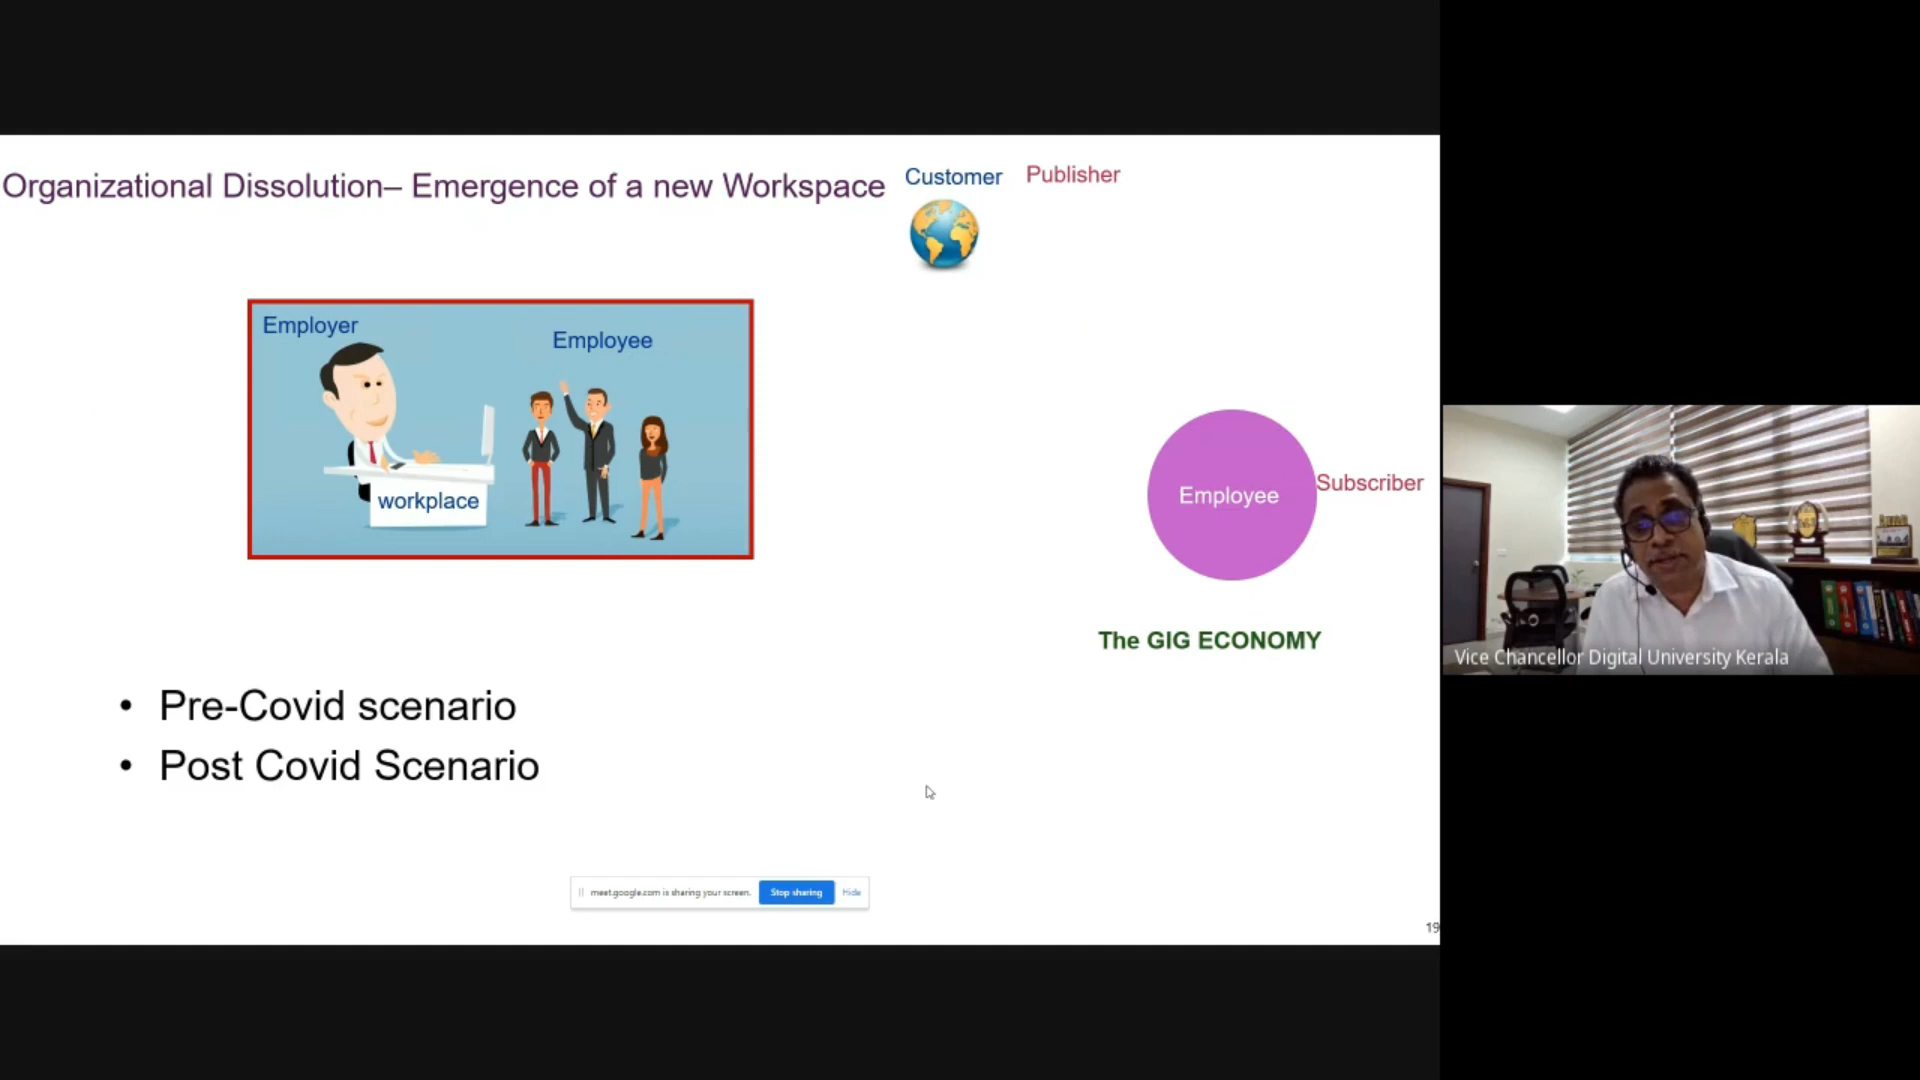 Organizational Dissolution– Emergence of a new Workspace
Customer
Publisher
Employer
Employee
workplace
Employee
Subscriber
The GIG ECONOMY
• Pre-Covid scenario
• Post Covid Scenario
meet.google.com is sharing your screen.
Stop sharing
Hide
19
Vice Chancellor Digital University Kerala